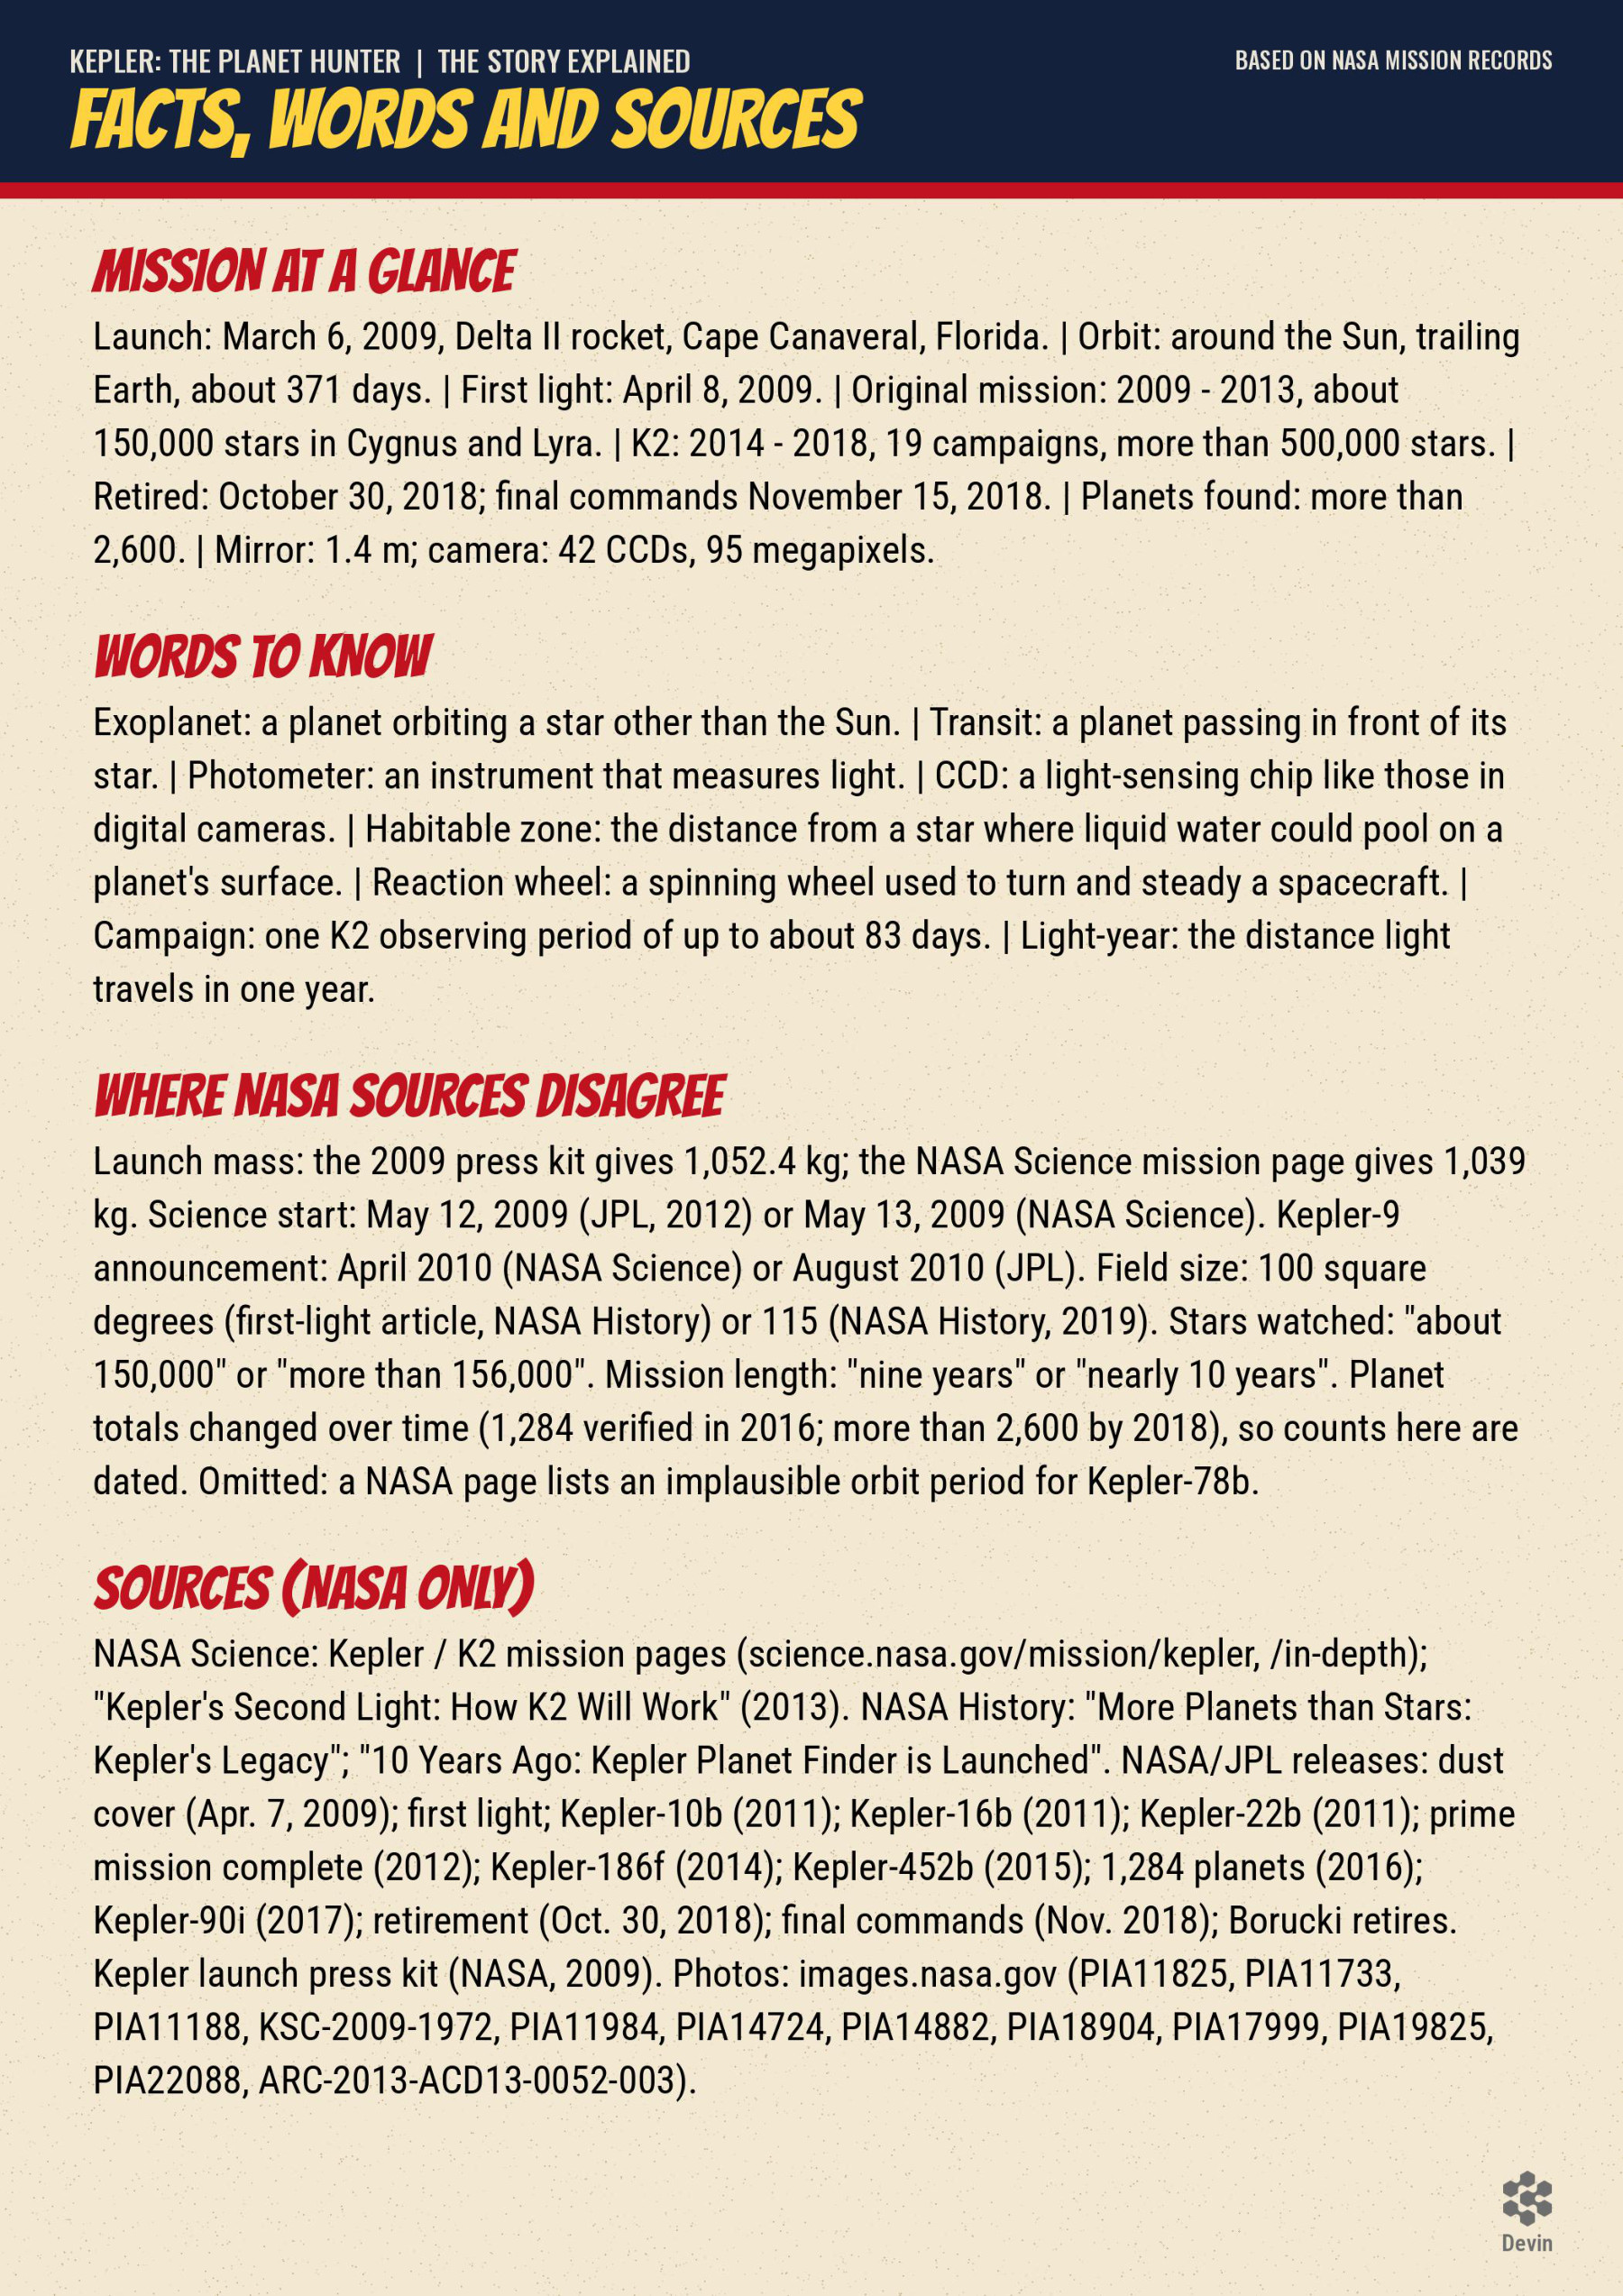 KEPLER: THE PLANET HUNTER | THE STORY EXPLAINED
BASED ON NASA MISSION RECORDS
FACTS, WORDS AND SOURCES
MISSION AT A GLANCE
Launch: March 6, 2009, Delta II rocket, Cape Canaveral, Florida. | Orbit: around the Sun, trailing
Earth, about 371 days. | First light: April 8, 2009. | Original mission: 2009 - 2013, about
150,000 stars in Cygnus and Lyra. | K2: 2014 - 2018, 19 campaigns, more than 500,000 stars. |
Retired: October 30, 2018; final commands November 15, 2018. | Planets found: more than
2,600. | Mirror: 1.4 m; camera: 42 CCDs, 95 megapixels.
WORDS TO KNOW
Exoplanet: a planet orbiting a star other than the Sun. | Transit: a planet passing in front of its
star. | Photometer: an instrument that measures light. | CCD: a light-sensing chip like those in
digital cameras. | Habitable zone: the distance from a star where liquid water could pool on a
planet's surface. | Reaction wheel: a spinning wheel used to turn and steady a spacecraft. |
Campaign: one K2 observing period of up to about 83 days. | Light-year: the distance light
travels in one year.
WHERE NASA SOURCES DISAGREE
Launch mass: the 2009 press kit gives 1,052.4 kg; the NASA Science mission page gives 1,039
kg. Science start: May 12, 2009 (JPL, 2012) or May 13, 2009 (NASA Science). Kepler-9
announcement: April 2010 (NASA Science) or August 2010 (JPL). Field size: 100 square
degrees (first-light article, NASA History) or 115 (NASA History, 2019). Stars watched: "about
150,000" or "more than 156,000". Mission length: "nine years" or "nearly 10 years". Planet
totals changed over time (1,284 verified in 2016; more than 2,600 by 2018), so counts here are
dated. Omitted: a NASA page lists an implausible orbit period for Kepler-78b.
SOURCES (NASA ONLY)
NASA Science: Kepler / K2 mission pages (science.nasa.gov/mission/kepler, /in-depth);
"Kepler's Second Light: How K2 Will Work" (2013). NASA History: "More Planets than Stars:
Kepler's Legacy"; "10 Years Ago: Kepler Planet Finder is Launched". NASA/JPL releases: dust
cover (Apr. 7, 2009); first light; Kepler-10b (2011); Kepler-16b (2011); Kepler-22b (2011); prime
mission complete (2012); Kepler-186f (2014); Kepler-452b (2015); 1,284 planets (2016);
Kepler-90i (2017); retirement (Oct. 30, 2018); final commands (Nov. 2018); Borucki retires.
Kepler launch press kit (NASA, 2009). Photos: images.nasa.gov (PIA11825, PIA11733,
PIA11188, KSC-2009-1972, PIA11984, PIA14724, PIA14882, PIA18904, PIA17999, PIA19825,
PIA22088, ARC-2013-ACD13-0052-003).
Devin